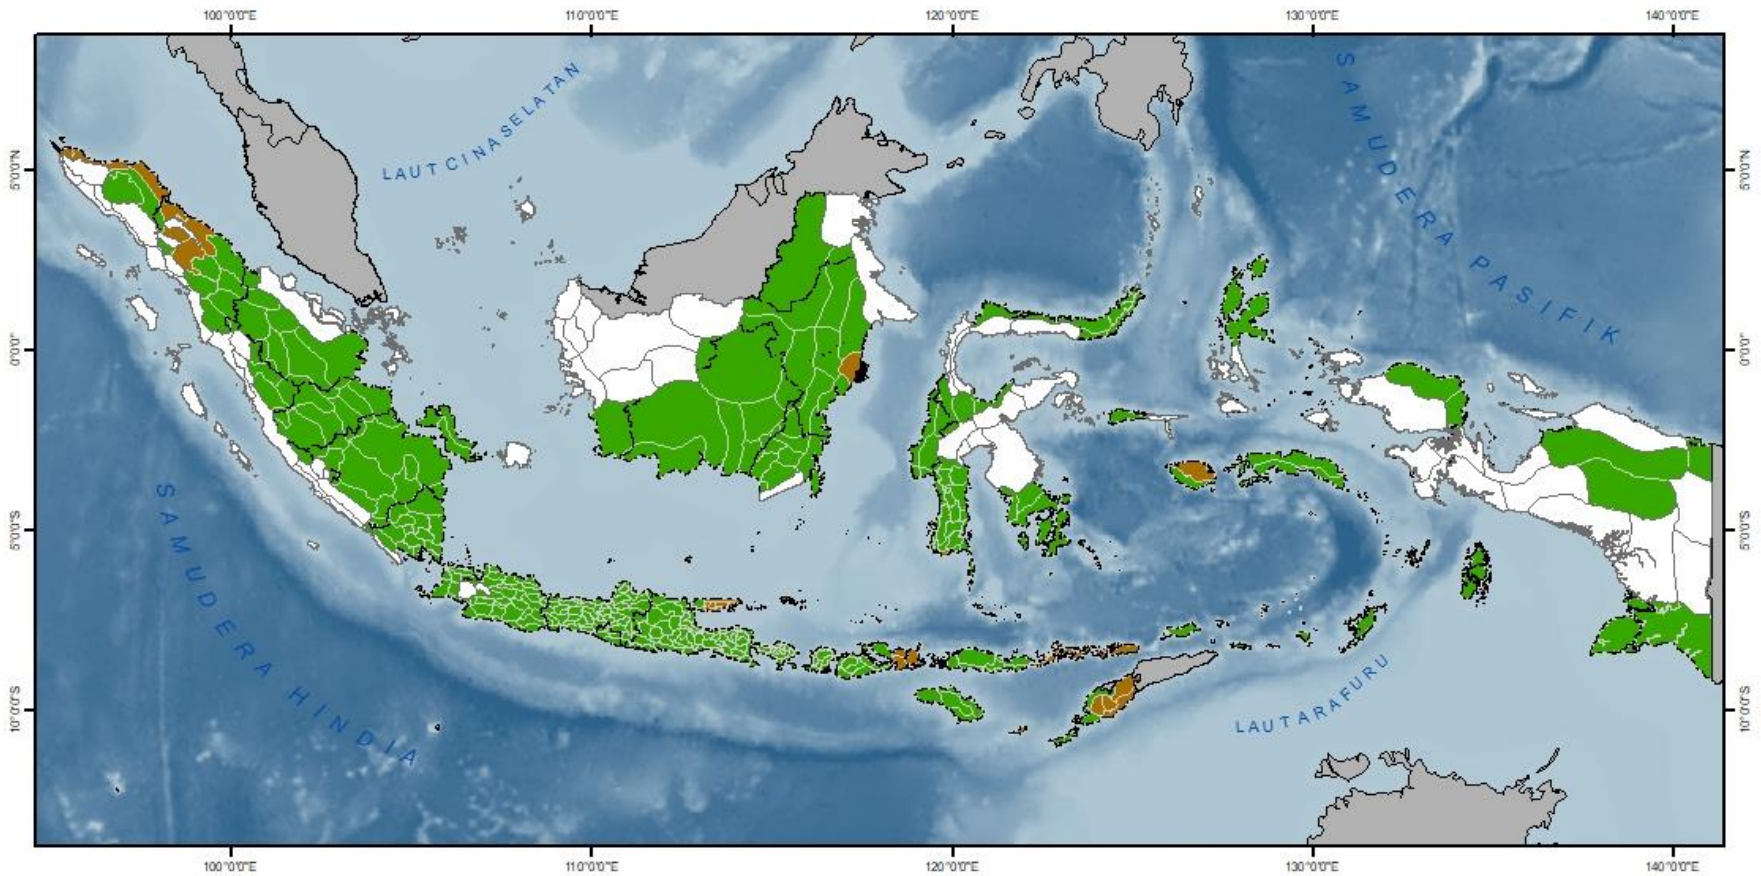 100°0'0"E 110°0'0"E 120°0'0"E 130°0'0"E 140°0'0"E
5°0'0"N 5°0'0"N
0°0'0" 0°0'0"
5°0'0"S 5°0'0"S
10°0'0"S 10°0'0"S
LAUT CINA SELATAN
SAMUDERA PASIFIK
SAMUDERA HINDIA
LAUT ARAFURU
100°0'0"E 110°0'0"E 120°0'0"E 130°0'0"E 140°0'0"E